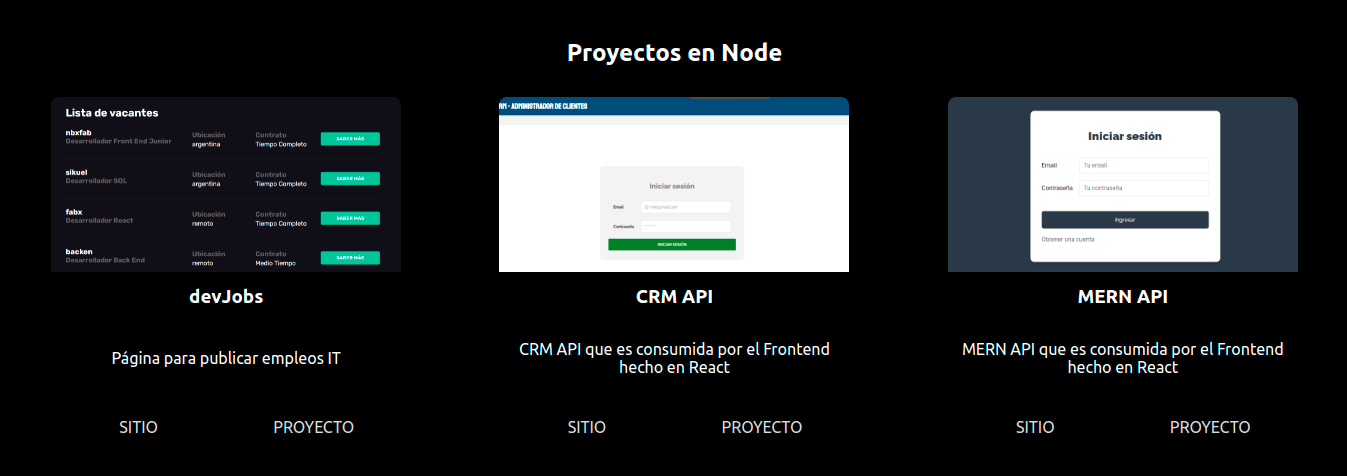 Proyectos en Node
Lista de vacantes
nbxfab
Desarrollador Front End Junior
Ubicación
argentina
Contrato
Tiempo Completo
SABER MÁS
sikuel
Desarrollador SQL
Ubicación
argentina
Contrato
Tiempo Completo
SABER MÁS
fabx
Desarrollador React
Ubicación
remoto
Contrato
Tiempo Completo
SABER MÁS
backen
Desarrollador Back End
Ubicación
remoto
Contrato
Medio Tiempo
SABER MÁS
devJobs
Página para publicar empleos IT
SITIO
PROYECTO
RM - ADMINISTRADOR DE CLIENTES
Iniciar sesión
Email
Contraseña
INICIAR SESIÓN
CRM API
CRM API que es consumida por el Frontend
hecho en React
SITIO
PROYECTO
Iniciar sesión
Email
Tu email
Contraseña
Tu contraseña
Ingresar
Obtener una cuenta
MERN API
MERN API que es consumida por el Frontend
hecho en React
SITIO
PROYECTO